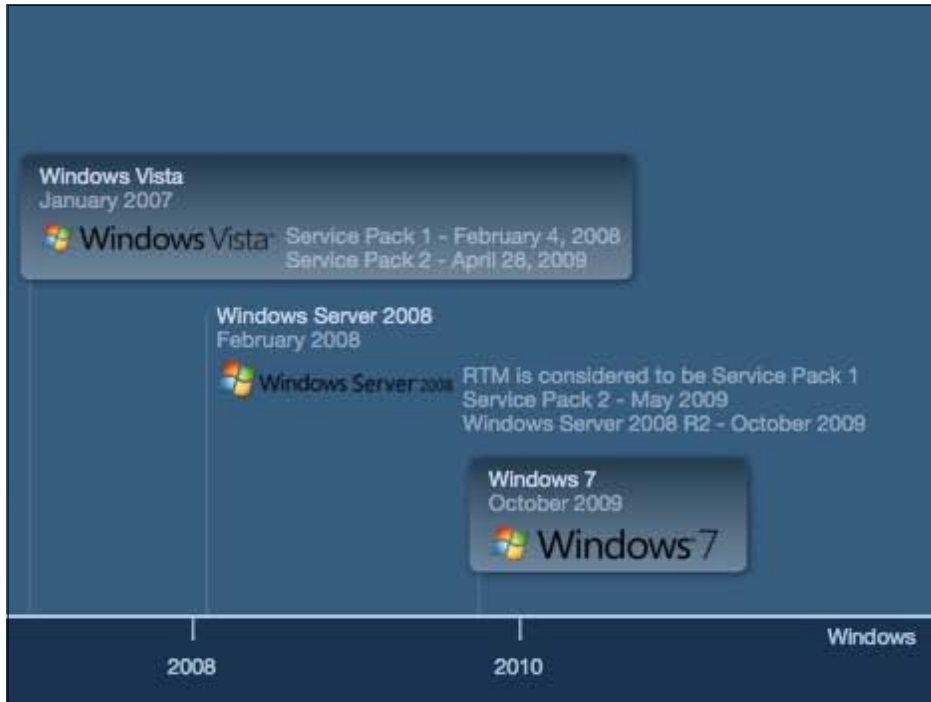 Windows Vista
January 2007
Windows Vista
Service Pack 1 - February 4, 2008
Service Pack 2 - April 28, 2009
Windows Server 2008
February 2008
Windows Server 2008
RTM is considered to be Service Pack 1
Service Pack 2 - May 2009
Windows Server 2008 R2 - October 2009
Windows 7
October 2009
Windows 7
Windows
2008
2010